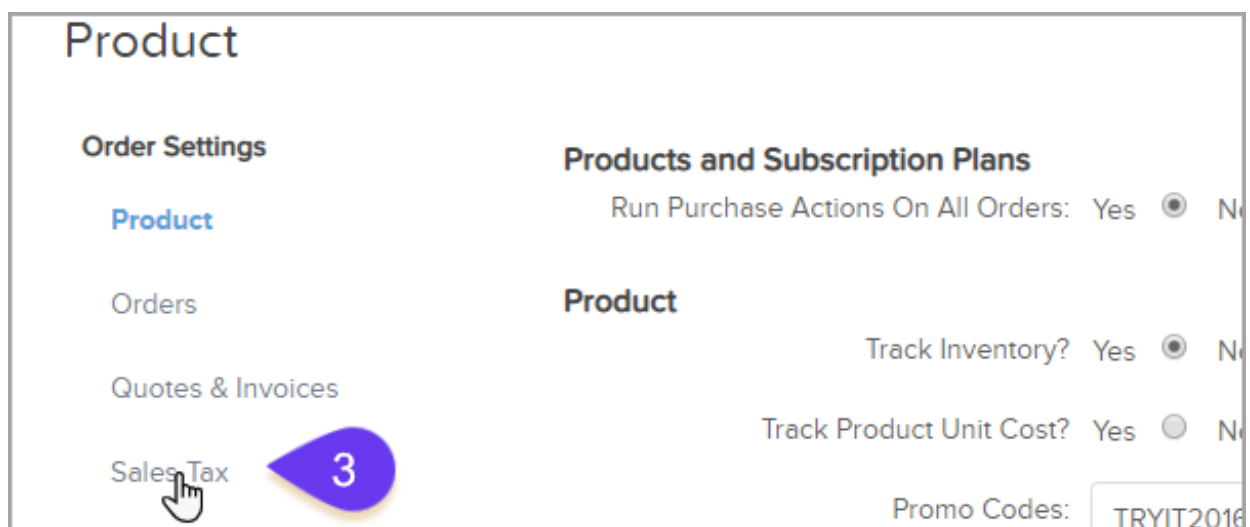 Product
Order Settings
Product
Orders
Quotes & Invoices
Sales Tax
3
Products and Subscription Plans
Run Purchase Actions On All Orders: Yes
Product
Track Inventory? Yes
Track Product Unit Cost? Yes
Promo Codes: TRYIT2016